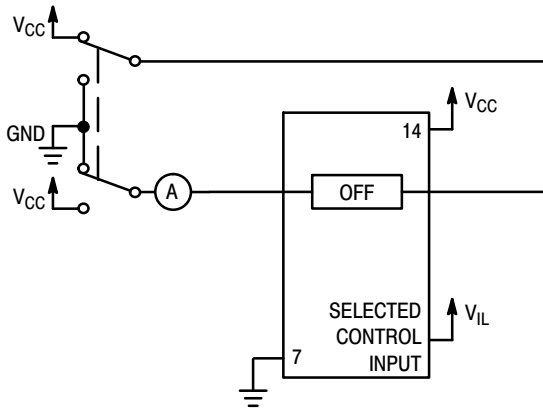 VCC
GND
VCC
A
14
VCC
OFF
SELECTED
CONTROL
INPUT
VIL
7